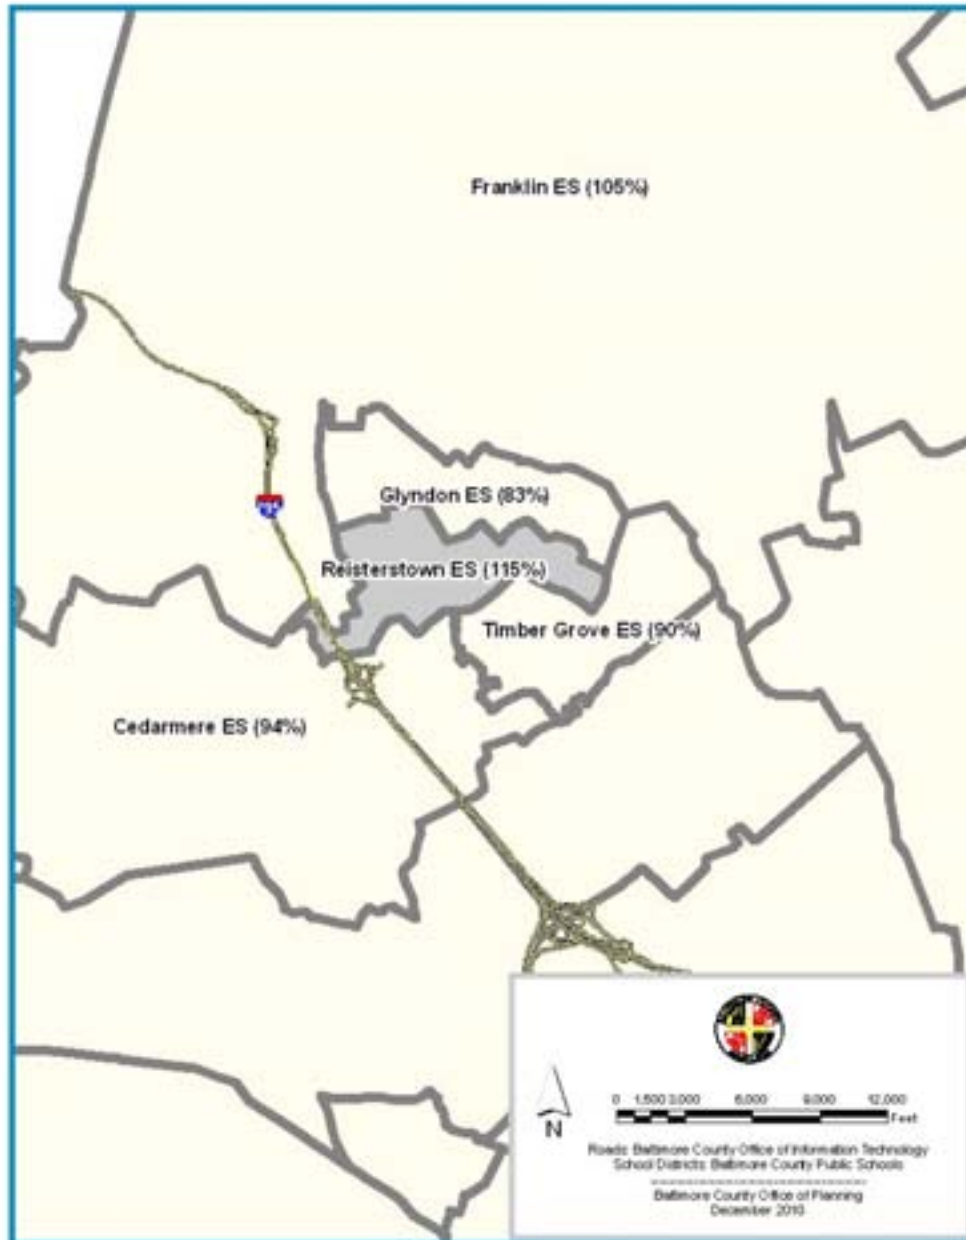 Franklin ES (105%)
Glyndon ES (83%)
Reisterstown ES (115%)
Timber Grove ES (90%)
Cedarmere ES (94%)
0 1,500 3,000 6,000 9,000 12,000
Feet
N
Roads: Baltimore County Office of Information Technology
School Districts: Baltimore County Public Schools
Baltimore County Office of Planning
December 2010